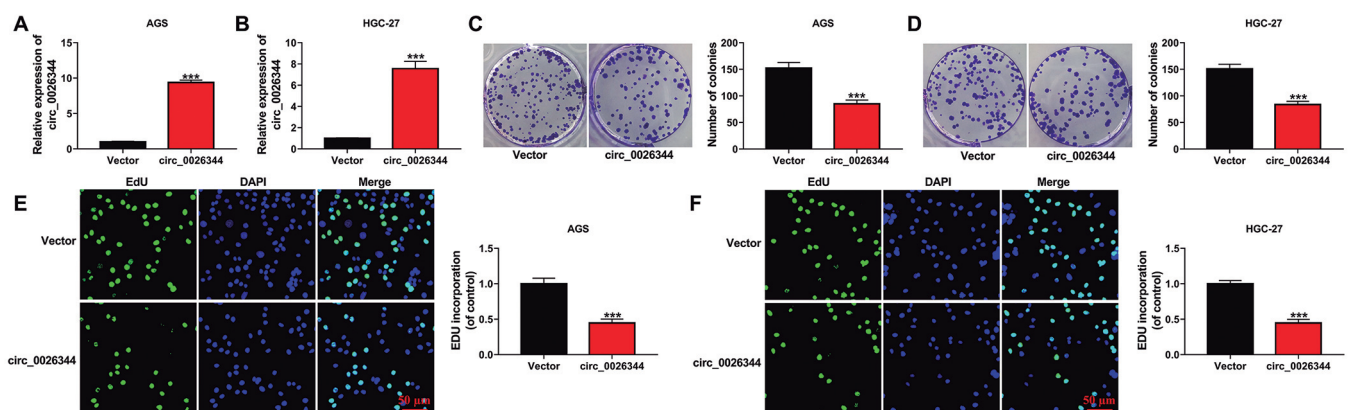 A
AGS
Relative expression of
circ_0026344
15
10
5
0
***
Vector
circ_0026344
B
HGC-27
Relative expression of
circ_0026344
10
8
6
4
2
0
***
Vector
circ_0026344
C
Vector
circ_0026344
AGS
Number of colonies
200
150
100
50
0
***
Vector
circ_0026344
D
Vector
circ_0026344
HGC-27
Number of colonies
200
150
100
50
0
***
Vector
circ_0026344
E
EdU
DAPI
Merge
Vector
circ_0026344
50 μm
AGS
EDU incorporation
(of control)
1.5
1.0
0.5
0.0
***
Vector
circ_0026344
F
EdU
DAPI
Merge
Vector
circ_0026344
50 μm
HGC-27
EDU incorporation
(of control)
1.5
1.0
0.5
0.0
***
Vector
circ_0026344